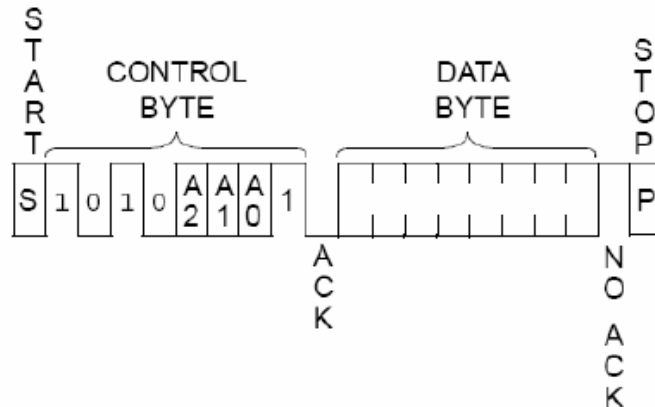 START
CONTROL BYTE
DATA BYTE
STOP
S 1 0 1 0 A2 A1 A0 1
P
ACK
NO ACK